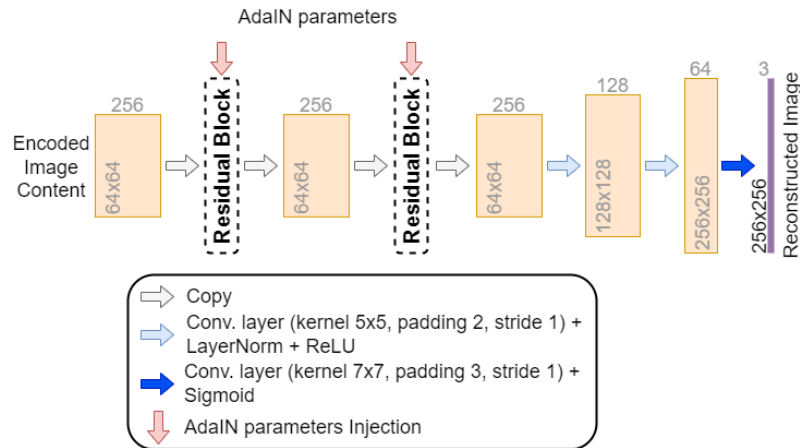 AdaIN parameters
256
256
256
128
64
3
Encoded
Image
Content
64x64
Residual Block
64x64
Residual Block
64x64
128x128
256x256
256x256
Reconstructed Image
Copy
Conv. layer (kernel 5x5, padding 2, stride 1) +
LayerNorm + ReLU
Conv. layer (kernel 7x7, padding 3, stride 1) +
Sigmoid
AdaIN parameters Injection